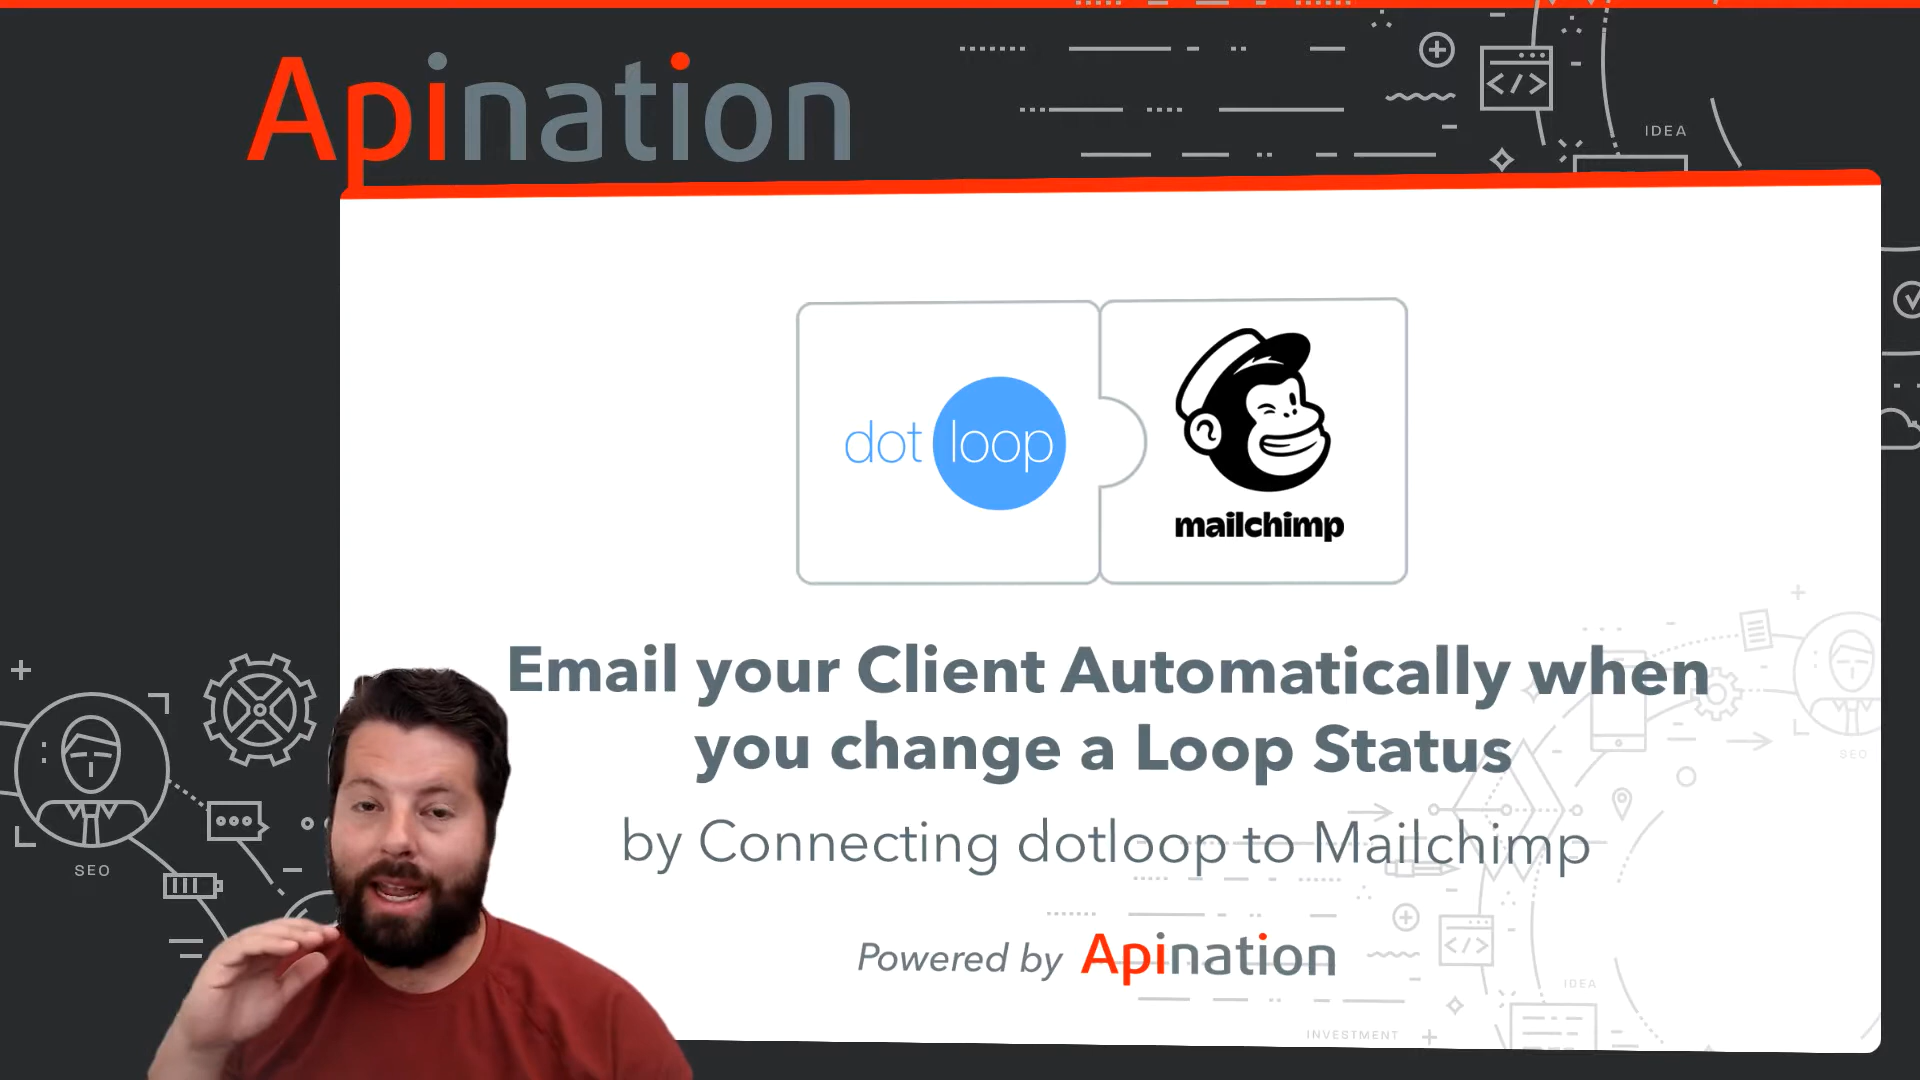 Apination
IDEA
dot loop
mailchimp
Email your Client Automatically when
you change a Loop Status
by Connecting dotloop to Mailchimp
Powered by Apination
SEO
SEO
IDEA
INVESTMENT